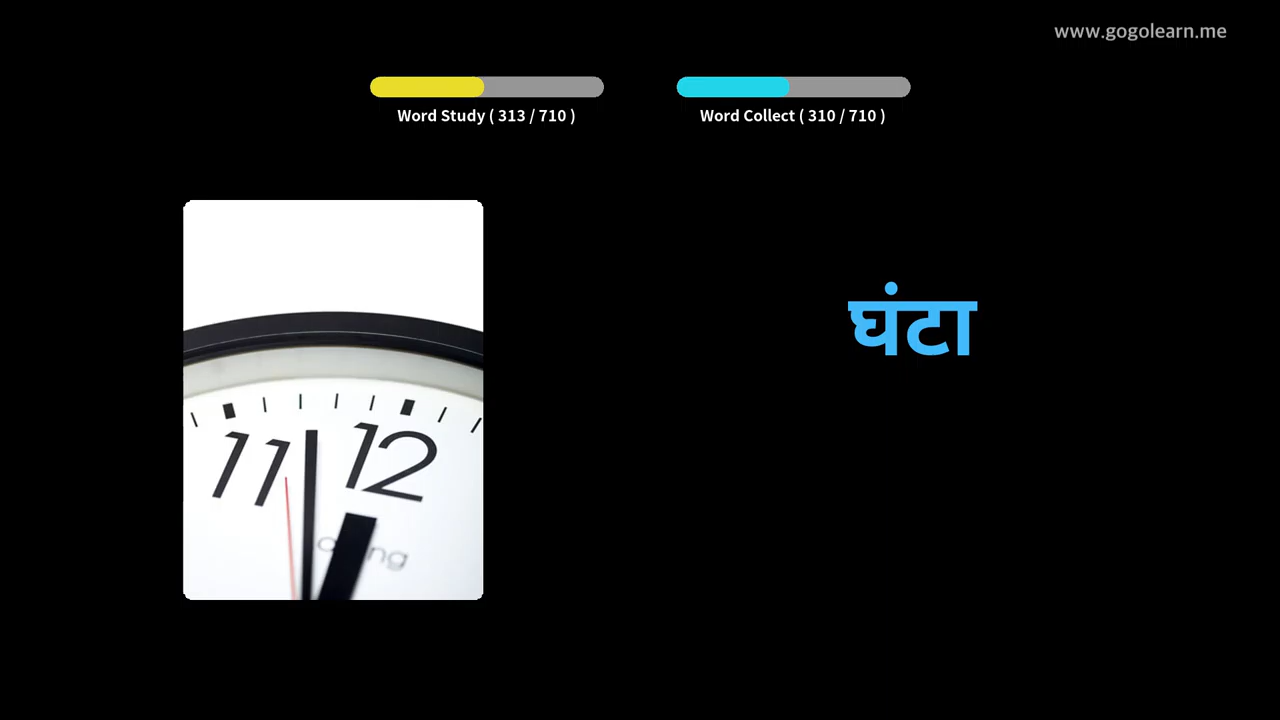 www.gogolearn.me
Word Study ( 313 / 710 )
Word Collect ( 310 / 710 )
घंटा
11 12